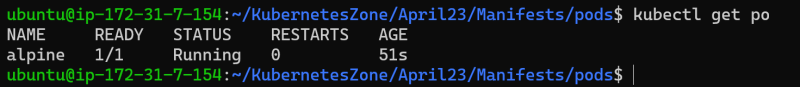 ubuntu@ip-172-31-7-154:~/KubernetesZone/April23/Manifests/pods$ kubectl get po
NAME     READY   STATUS    RESTARTS   AGE
alpine   1/1     Running   0          51s
ubuntu@ip-172-31-7-154:~/KubernetesZone/April23/Manifests/pods$